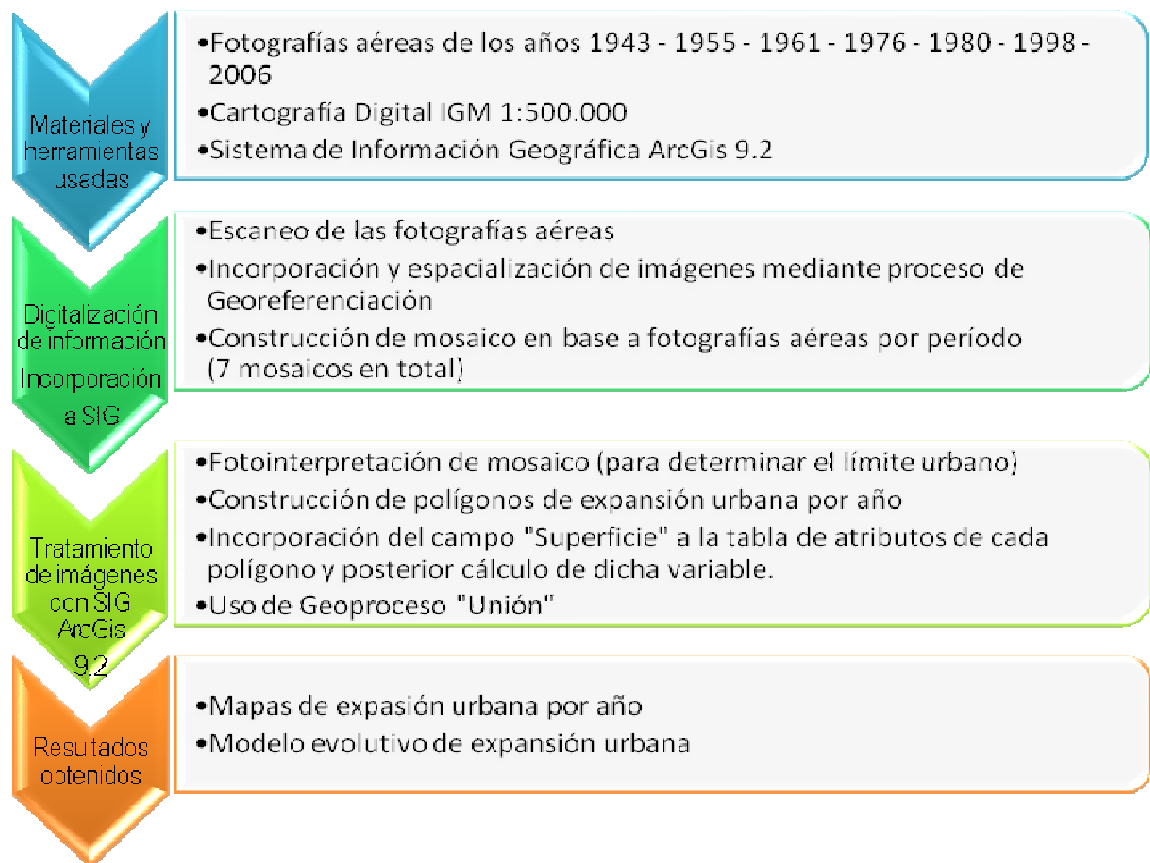 Materiales y
herramientas
usadas
•Fotografías aéreas de los años 1943 - 1955 - 1961 - 1976 - 1980 - 1998 -
2006
•Cartografía Digital IGM 1:500.000
•Sistema de Información Geográfica ArcGis 9.2
Digitalización
de información
Incorporación
a SIG
•Escaneo de las fotografías aéreas
•Incorporación y espacialización de imágenes mediante proceso de
Georeferenciación
•Construcción de mosaico en base a fotografías aéreas por período
(7 mosaicos en total)
Tratamiento
de imágenes
con SIG
ArcGis
9.2
•Fotointerpretación de mosaico (para determinar el límite urbano)
•Construcción de polígonos de expansión urbana por año
•Incorporación del campo "Superficie" a la tabla de atributos de cada
polígono y posterior cálculo de dicha variable.
•Uso de Geoproceso "Unión"
Resultados
obtenidos
•Mapas de expasión urbana por año
•Modelo evolutivo de expansión urbana